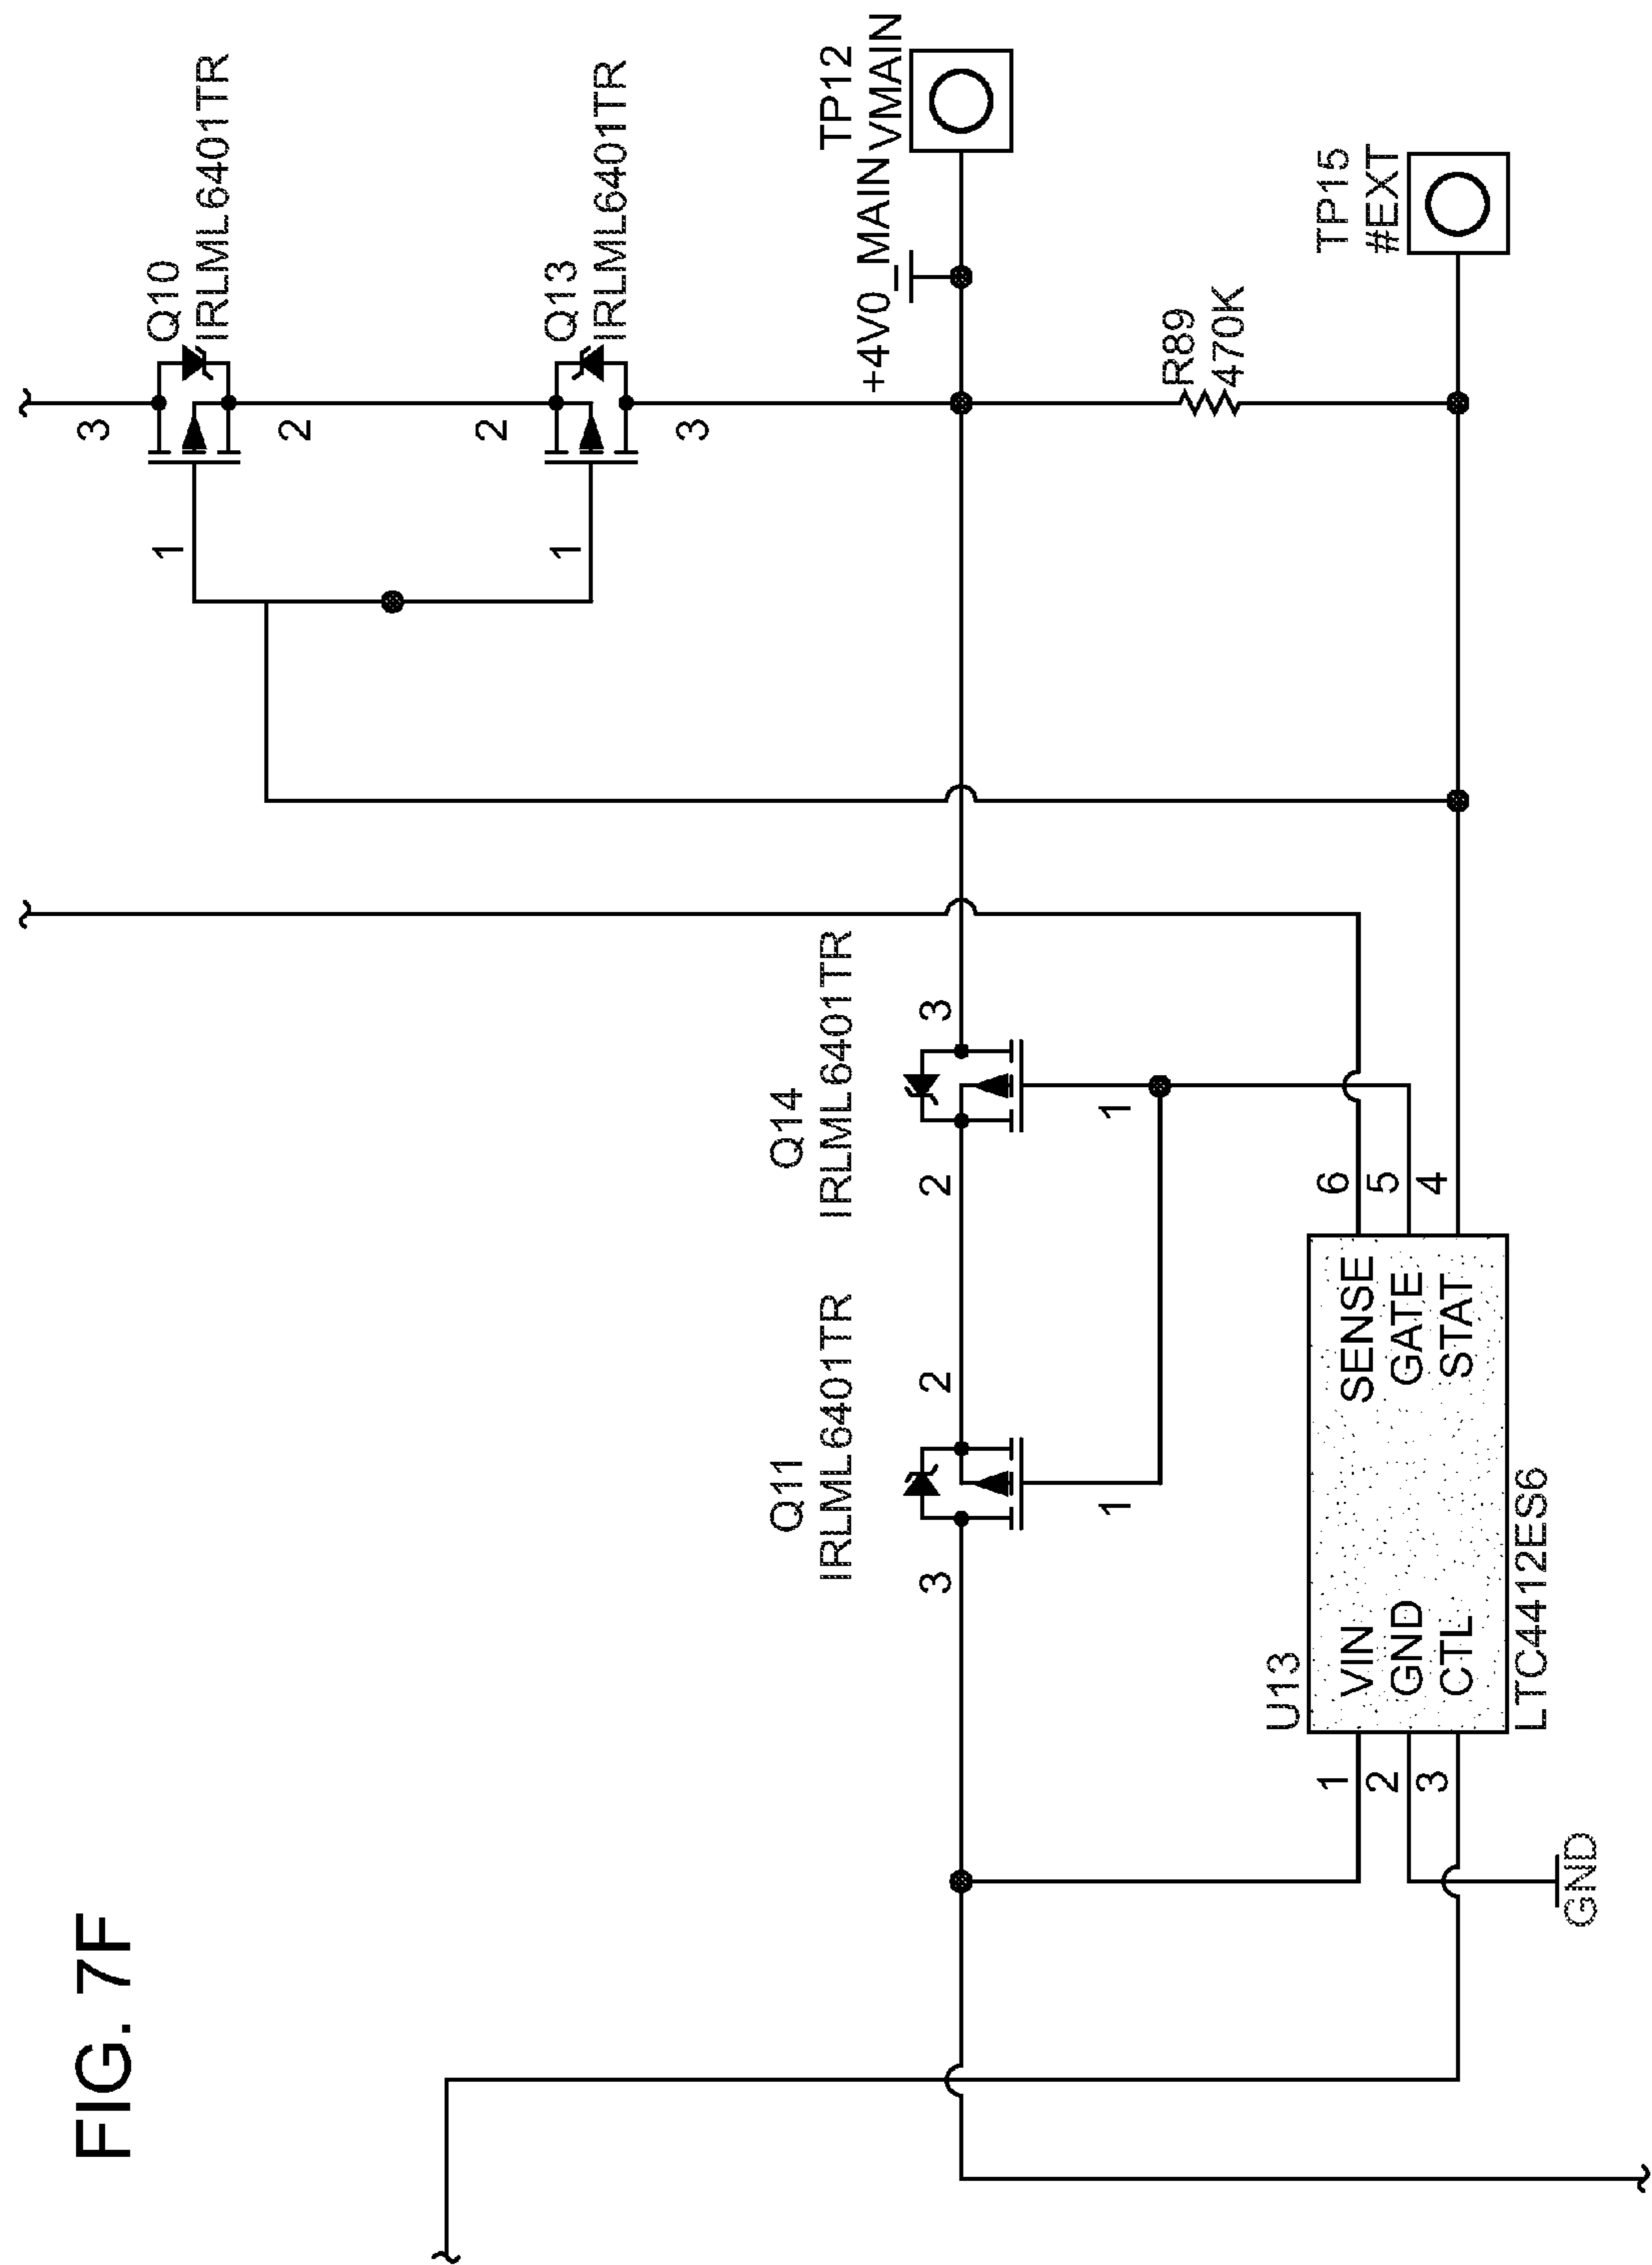 FIG. 7F
Q10
IRLML6401TR
3
2
1
Q13
IRLML6401TR
2
3
1
Q11
IRLML6401TR
3
2
1
Q14
IRLML6401TR
2
3
1
+4V0_MAIN
TP12
VMAIN
R89
470K
TP15
#EXT
U13
1
2
3
VIN
GND
CTL
SENSE
GATE
STAT
6
5
4
LTC4412ES6
GND